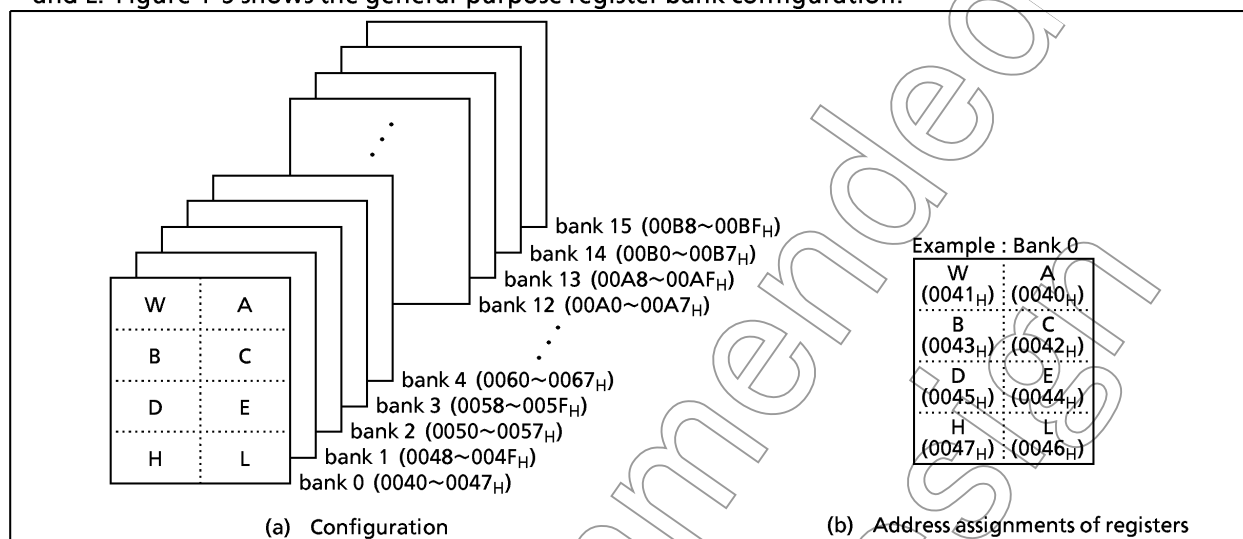 and L. Figure 1-3 shows the general-purpose register bank configuration.
bank 15 (00B8~00BFH)
bank 14 (00B0~00B7H)
bank 13 (00A8~00AFH)
bank 12 (00A0~00A7H)
bank 4 (0060~0067H)
bank 3 (0058~005FH)
bank 2 (0050~0057H)
bank 1 (0048~004FH)
bank 0 (0040~0047H)
W A
B C
D E
H L
(a) Configuration
Example : Bank 0
W A
(0041H) (0040H)
B C
(0043H) (0042H)
D E
(0045H) (0044H)
H L
(0047H) (0046H)
(b) Address assignments of registers